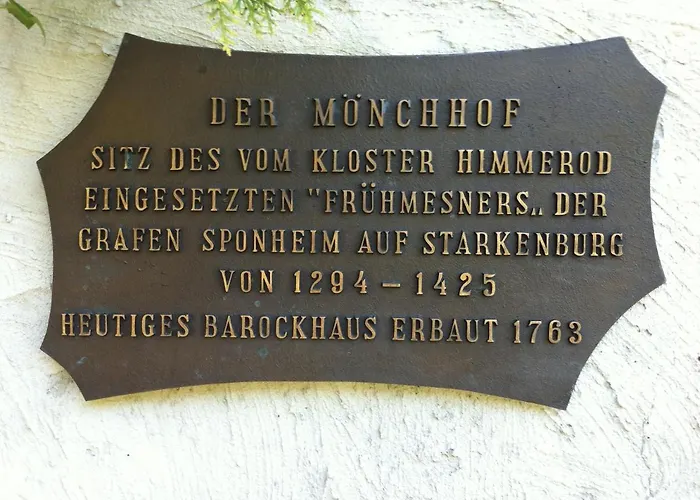 DER MÖNCHHOF
SITZ DES VOM KLOSTER HIMMEROD
EINGESETZTEN "FRÜHMESNERS„ DER
GRAFEN SPONHEIM AUF STARKENBURG
VON 1294 – 1425
HEUTIGES BAROCKHAUS ERBAUT 1763